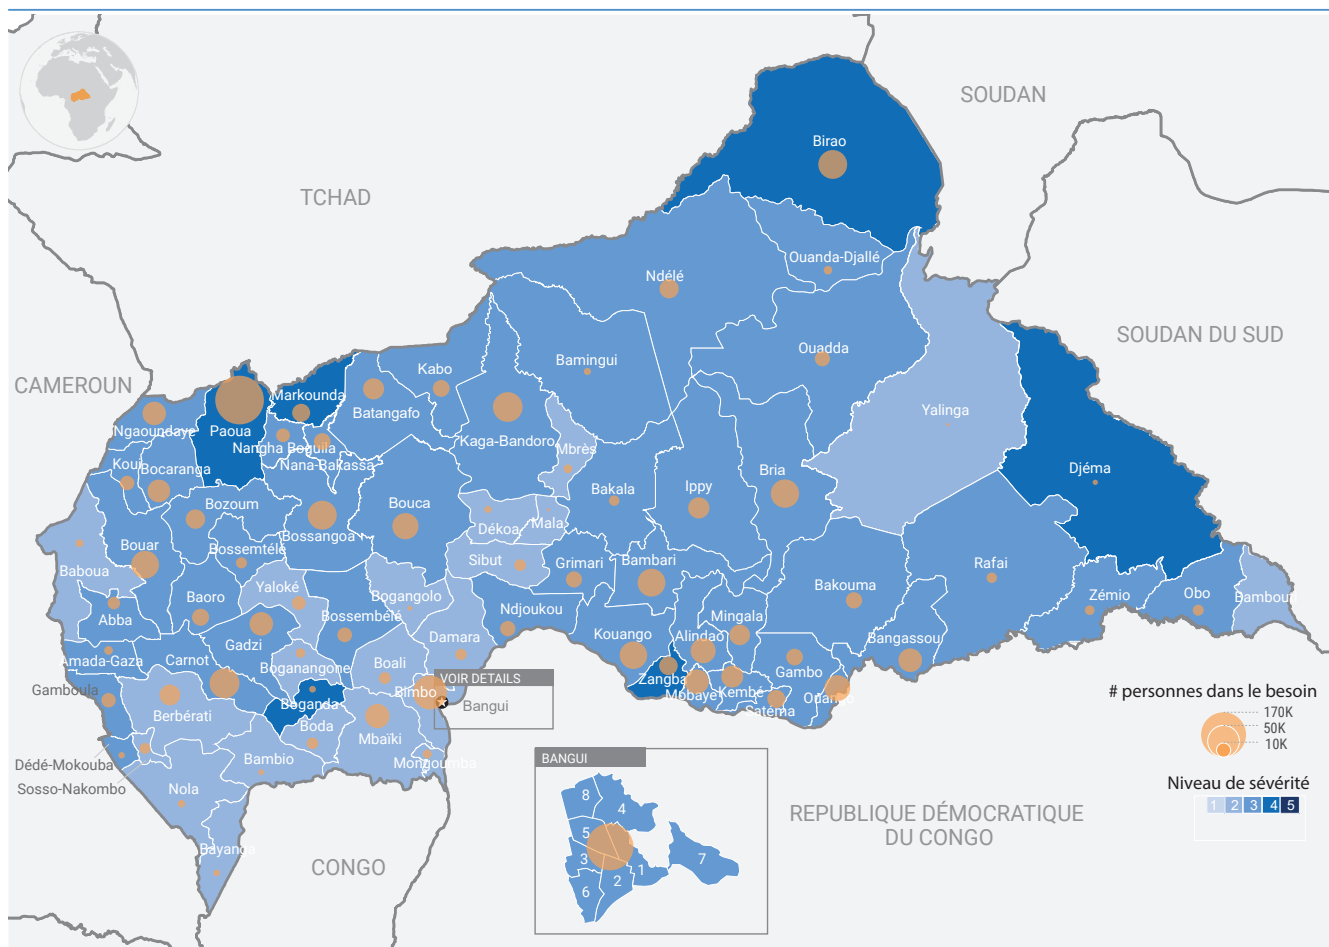 SOUDAN
Birao
TCHAD
Ouanda-Djallé
Ndélé
SOUDAN DU SUD
Ouadda
Bamingui
Kabo
CAMEROUN
Markounda
Batangafo
Yalinga
Ngaoundaye
Paoua
Kaga-Bandoro
Nangha Boguila
Mbrès
Nana-Bakassa
Koui
Bocaranga
Djéma
Bria
Ippy
Bakala
Bozoum
Bouca
Bossangoa
Dékoa
Mala
Bouar
Bossemtélé
Sibut
Grimari
Bambari
Rafai
Baboua
Yaloké
Bakouma
Bogangolo
Baoro
Ndjoukou
Zémio
Obo
Bambouti
Abba
Bossembélé
Mingala
Gadzi
Damara
Kouango
Alindao
Bangassou
Amada-Gaza
Carnot
Boganangone
Boali
Gambo
VOIR DETAILS
Zangba
Gamboula
Bimbo
Mobaye
Kembé
Ouango
Boganda
Bangui
Satéma
Berbérati
Boda
Mbaïki
Dédé-Mokouba
Bambio
Mongoumba
Sosso-Nakombo
Nola
Bayanga
CONGO
REPUBLIQUE DÉMOCRATIQUE
DU CONGO
BANGUI
8
4
5
3
1
7
2
6
# personnes dans le besoin
170K
50K
10K
Niveau de sévérité
1 2 3 4 5